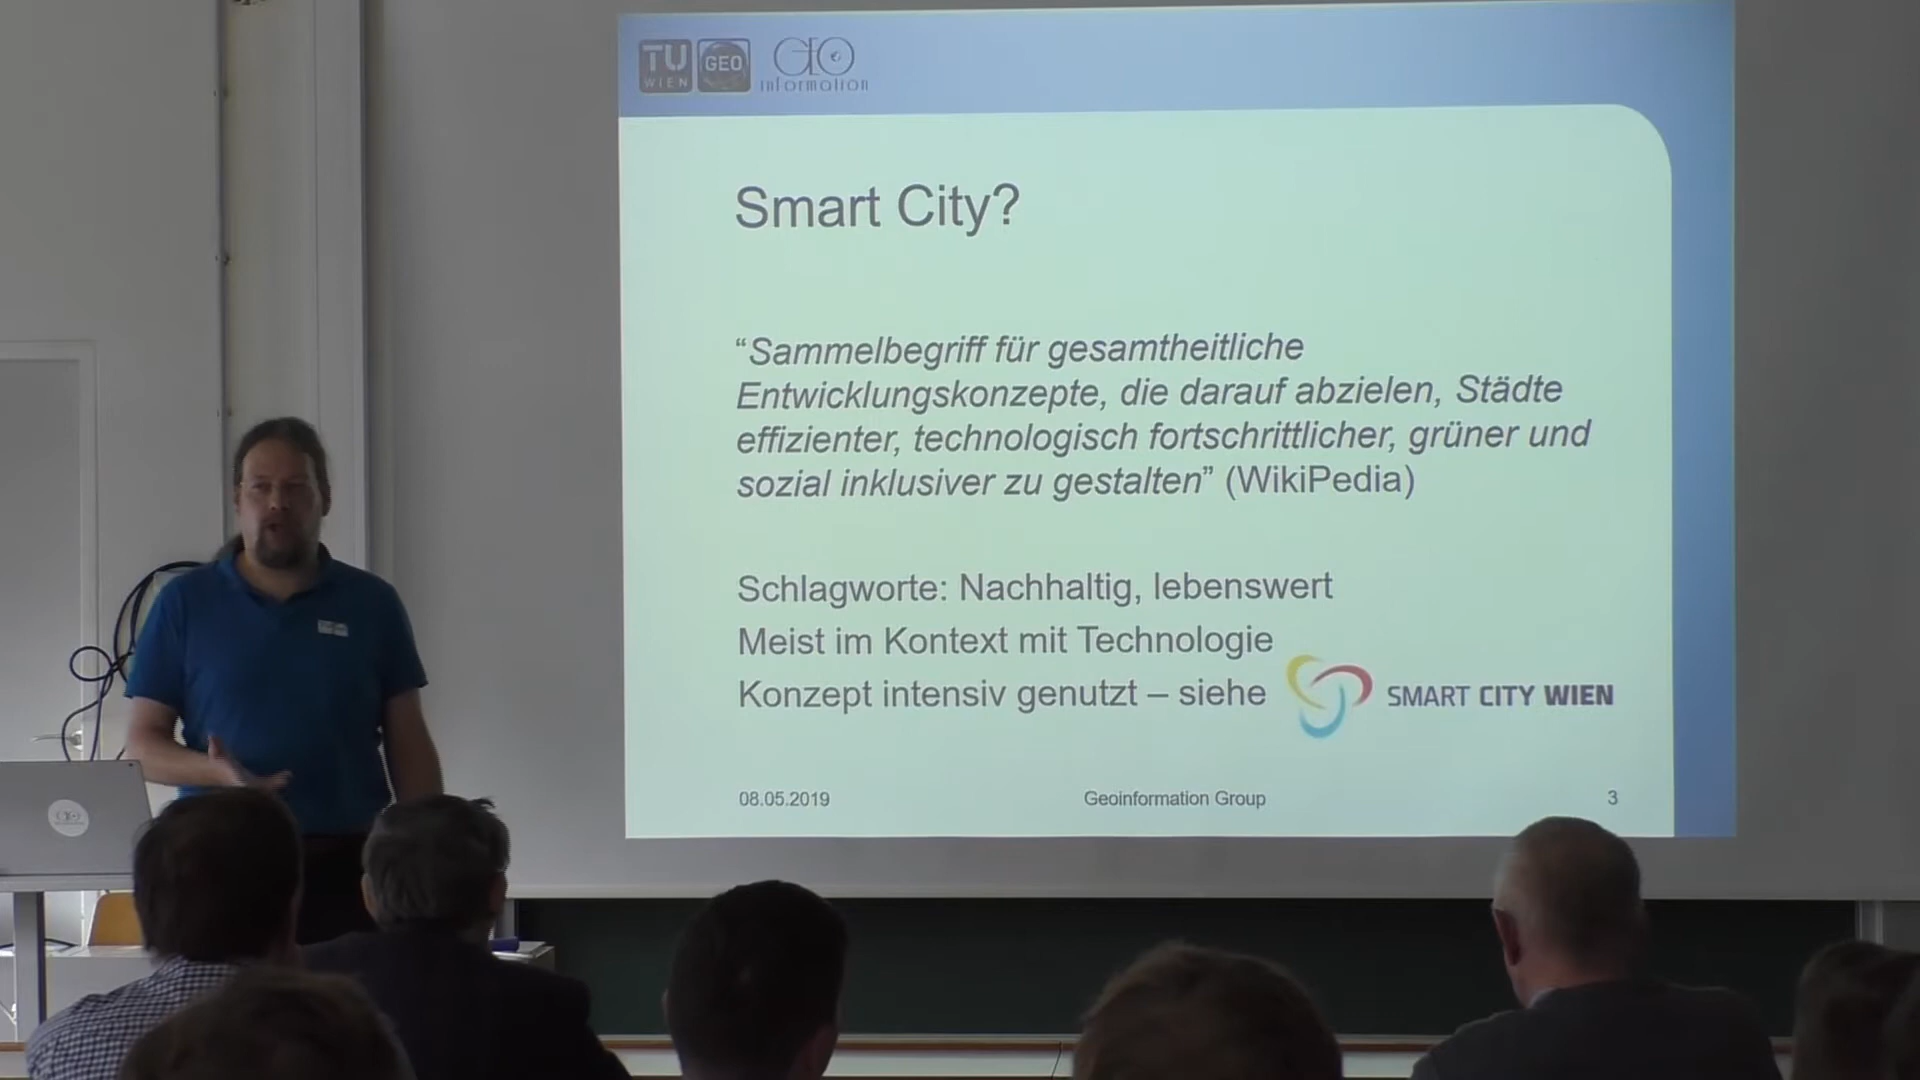 TU
WIEN
GEO
GEO
information
Smart City?
“Sammelbegriff für gesamtheitliche
Entwicklungskonzepte, die darauf abzielen, Städte
effizienter, technologisch fortschrittlicher, grüner und
sozial inklusiver zu gestalten” (WikiPedia)
Schlagworte: Nachhaltig, lebenswert
Meist im Kontext mit Technologie
Konzept intensiv genutzt – siehe SMART CITY WIEN
08.05.2019 Geoinformation Group 3